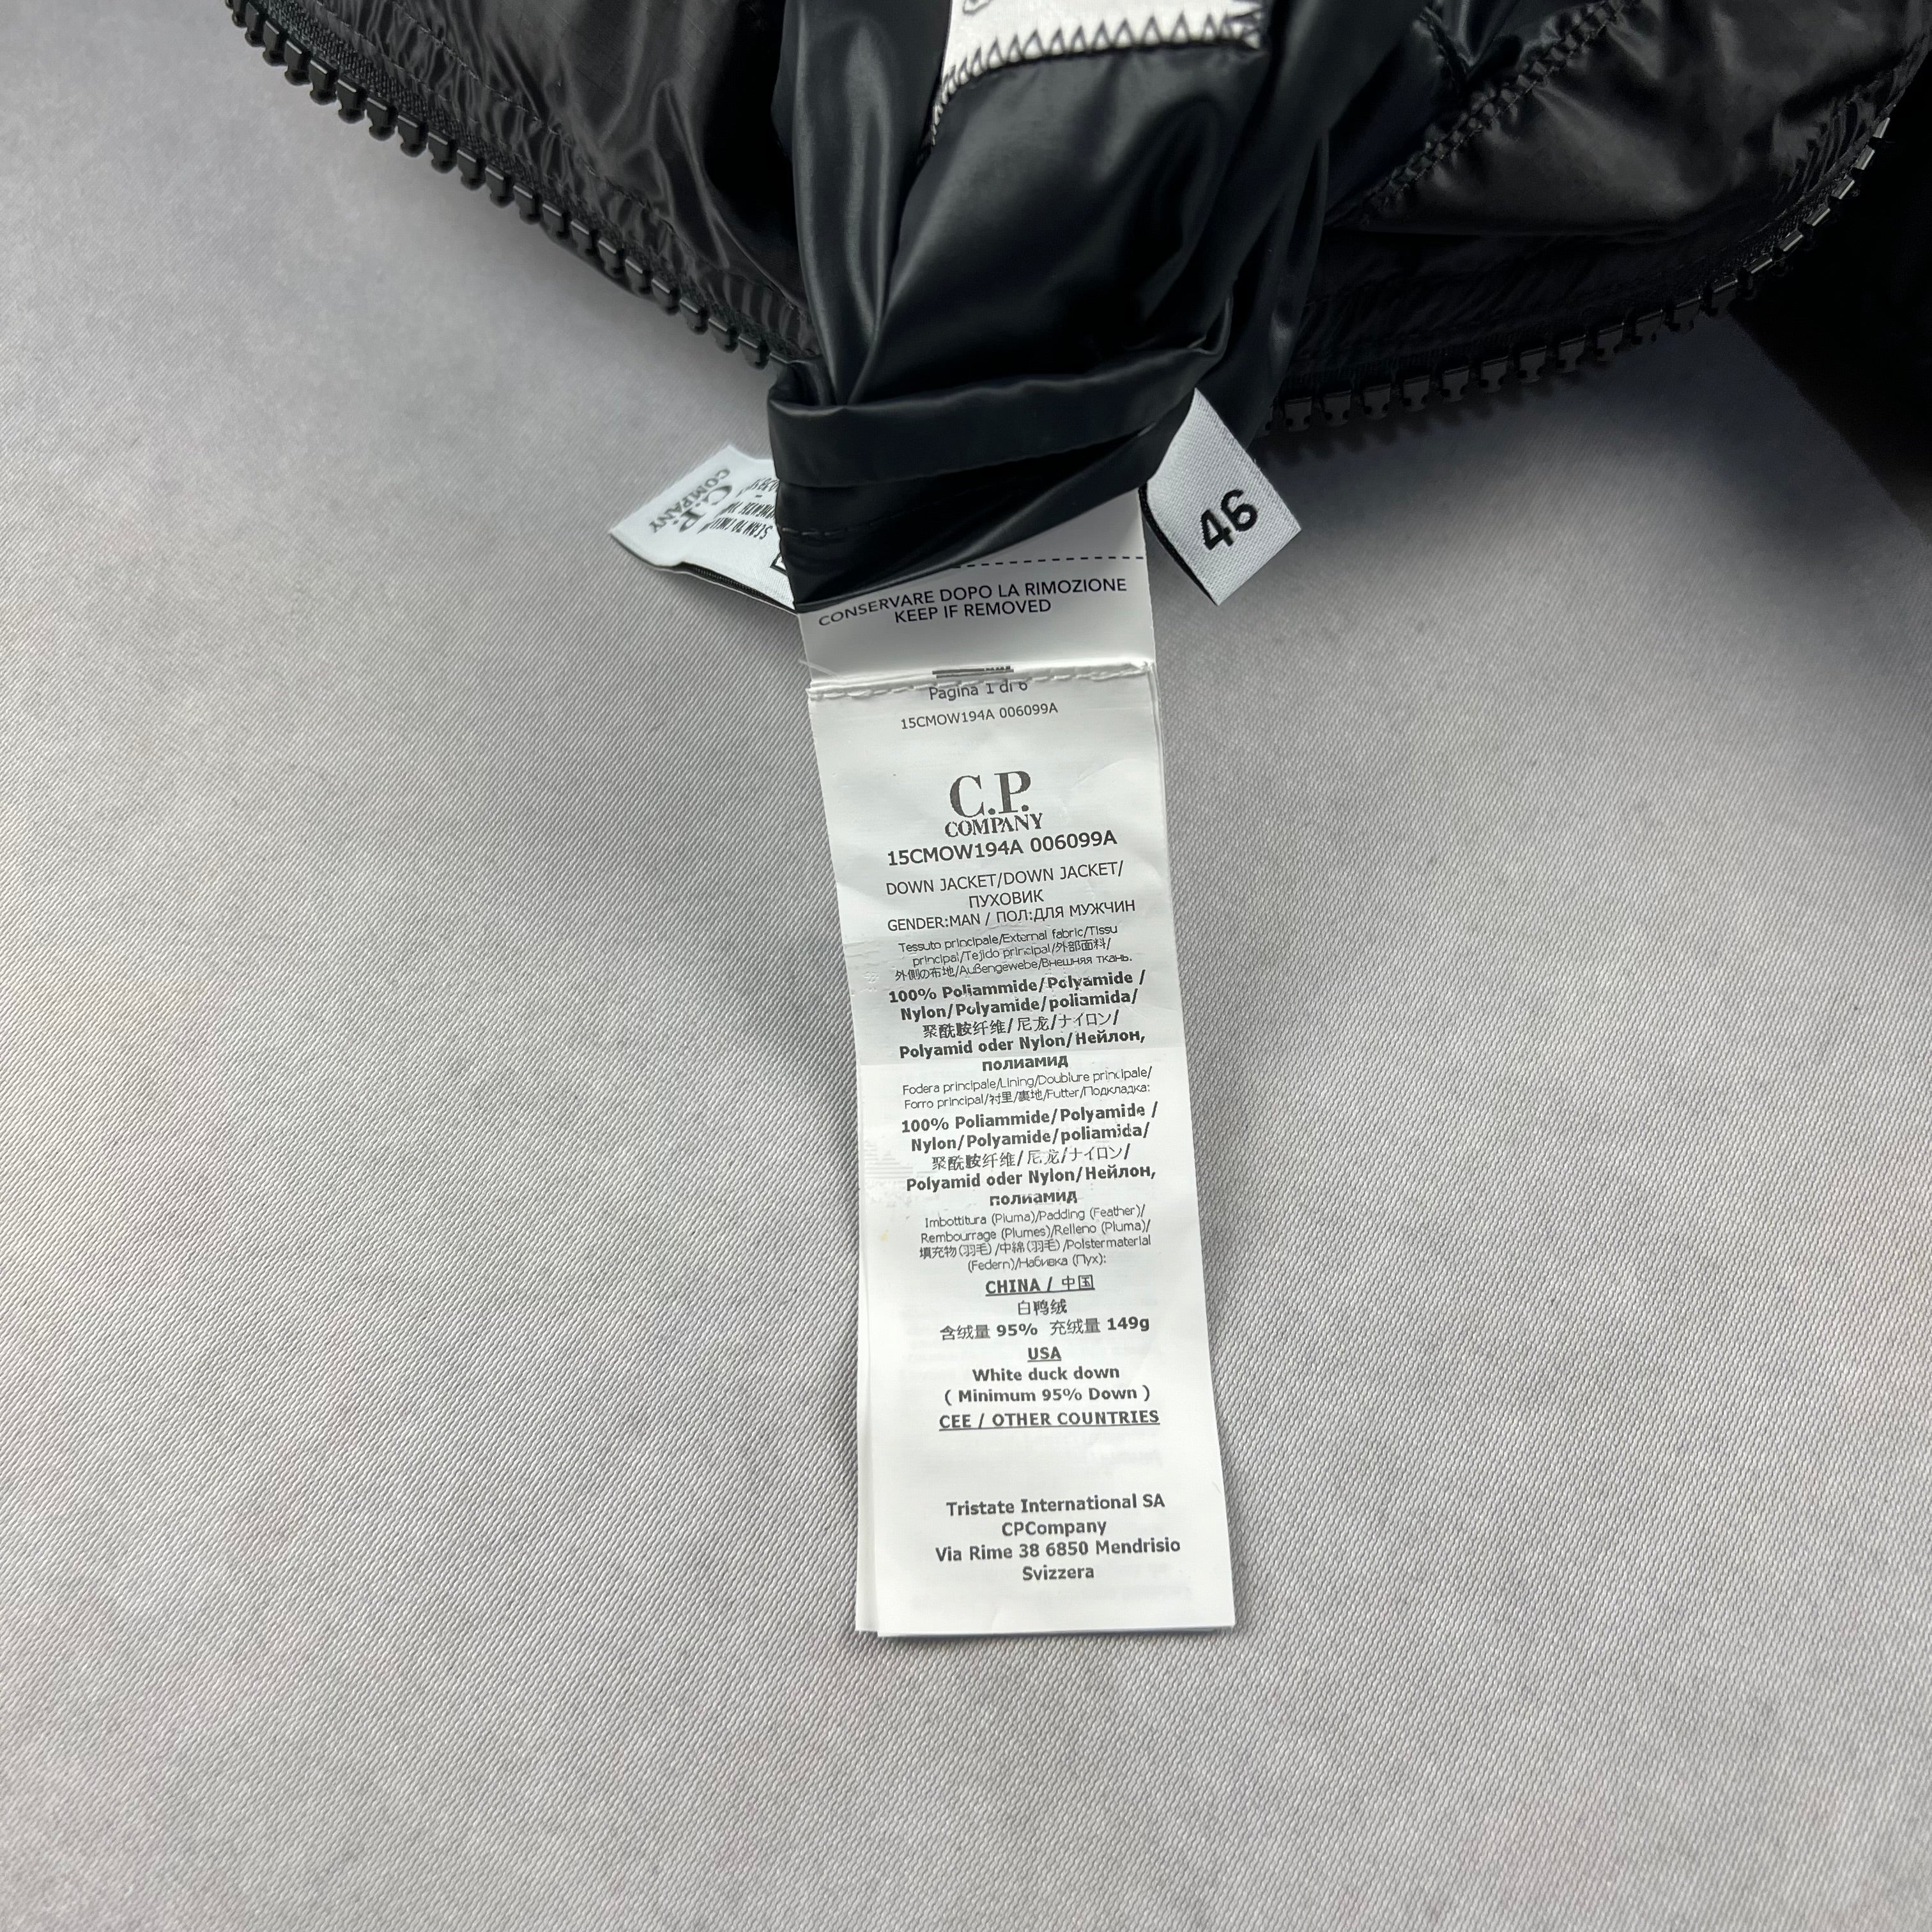 C.P.
COMPANY
SCAN TO ENTER
46
CONSERVARE DOPO LA RIMOZIONE
KEEP IF REMOVED
Pagina 1 di 6
15CMOW194A 006099A
C.P.
COMPANY
15CMOW194A 006099A
DOWN JACKET/DOWN JACKET/
ПУХОВИК
GENDER:MAN / ПОЛ:ДЛЯ МУЖЧИН
Tessuto principale/External fabric/Tissu
principal/Tejido principal/外部面料/
外側の布地/Außengewebe/Внешняя ткань.
100% Poliammide/Polyamide /
Nylon/Polyamide/poliamida/
聚酰胺纤维/尼龙/ナイロン/
Polyamid oder Nylon/Нейлон,
полиамид
Fodera principale/Lining/Doublure principale/
Forro principal/衬里/裏地/Futter/Подкладка:
100% Poliammide/Polyamide /
Nylon/Polyamide/poliamida/
聚酰胺纤维/尼龙/ナイロン/
Polyamid oder Nylon/Нейлон,
полиамид
Imbottitura (Piuma)/Padding (Feather)/
Rembourrage (Plumes)/Relleno (Pluma)/
填充物(羽毛)/中綿(羽毛)/Polstermaterial
(Federn)/Набивка (Пух):
CHINA / 中国
白鸭绒
含绒量 95% 充绒量 149g
USA
White duck down
( Minimum 95% Down )
CEE / OTHER COUNTRIES
Tristate International SA
CPCompany
Via Rime 38 6850 Mendrisio
Svizzera